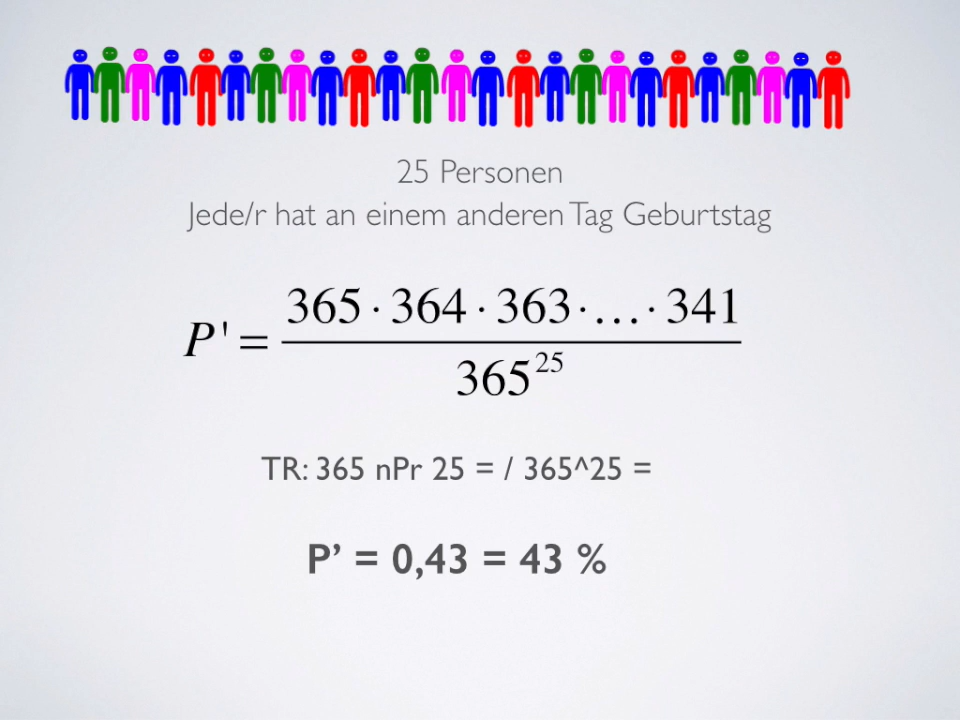 25 Personen
Jede/r hat an einem anderen Tag Geburtstag
P' = 365 · 364 · 363 · … · 341 / 365^25
TR: 365 nPr 25 = / 365^25 =
P’ = 0,43 = 43 %